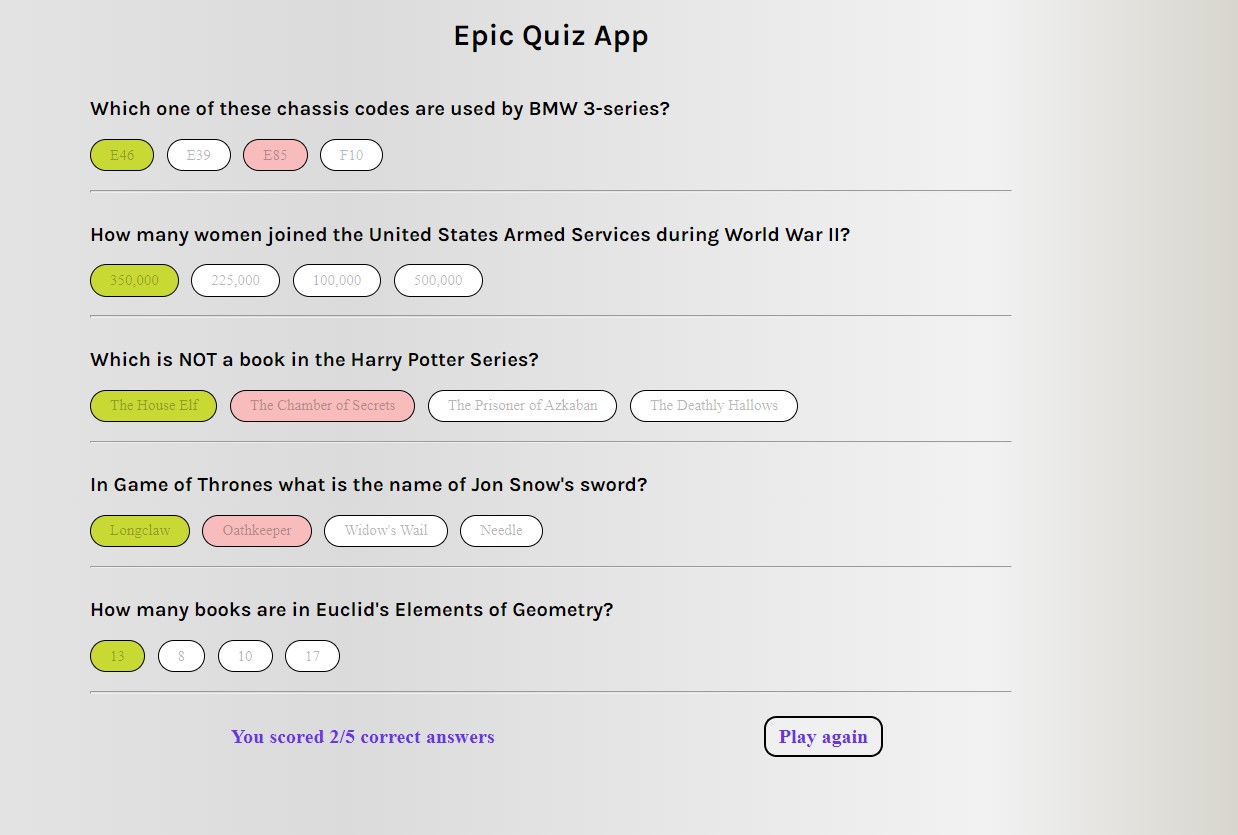 Epic Quiz App
Which one of these chassis codes are used by BMW 3-series?
E46 E39 E85 F10
How many women joined the United States Armed Services during World War II?
350,000 225,000 100,000 500,000
Which is NOT a book in the Harry Potter Series?
The House Elf The Chamber of Secrets The Prisoner of Azkaban The Deathly Hallows
In Game of Thrones what is the name of Jon Snow's sword?
Longclaw Oathkeeper Widow's Wail Needle
How many books are in Euclid's Elements of Geometry?
13 8 10 17
You scored 2/5 correct answers Play again